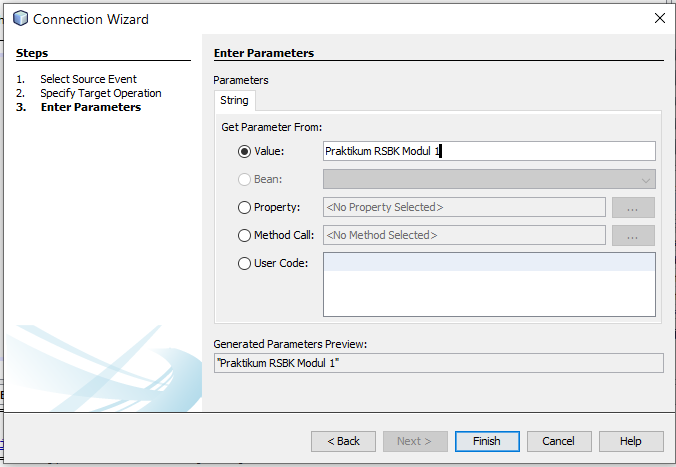 Connection Wizard
Steps
1. Select Source Event
2. Specify Target Operation
3. Enter Parameters
Enter Parameters
Parameters
String
Get Parameter From:
Value: Praktikum RSBK Modul 1
Bean:
Property: <No Property Selected> ...
Method Call: <No Method Selected> ...
User Code:
Generated Parameters Preview:
"Praktikum RSBK Modul 1"
< Back Next > Finish Cancel Help